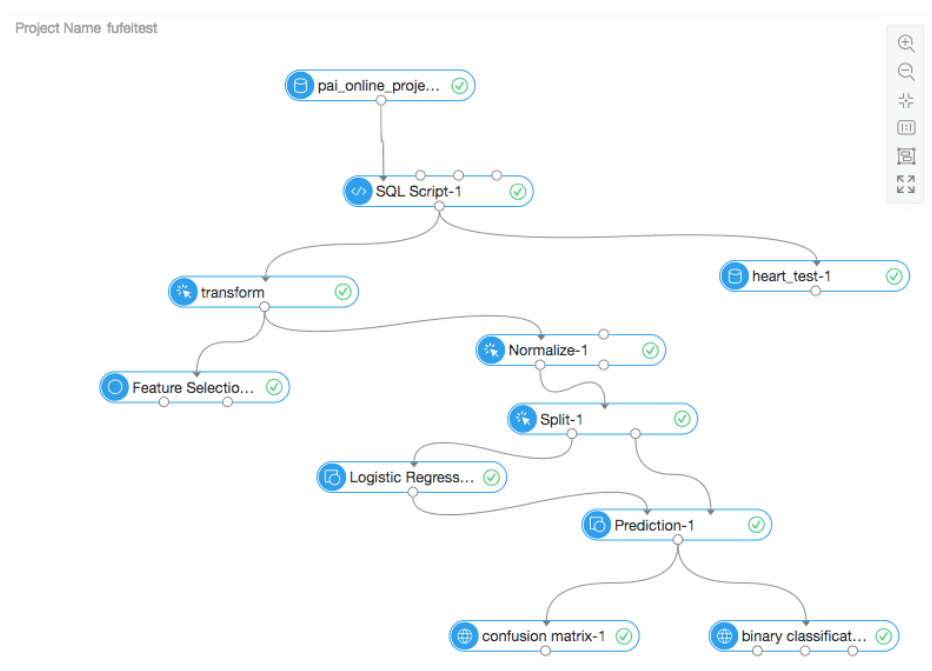 Project Name fufeitest
pai_online_proje...
SQL Script-1
heart_test-1
transform
Normalize-1
Feature Selectio...
Split-1
Logistic Regress...
Prediction-1
confusion matrix-1
binary classificat...